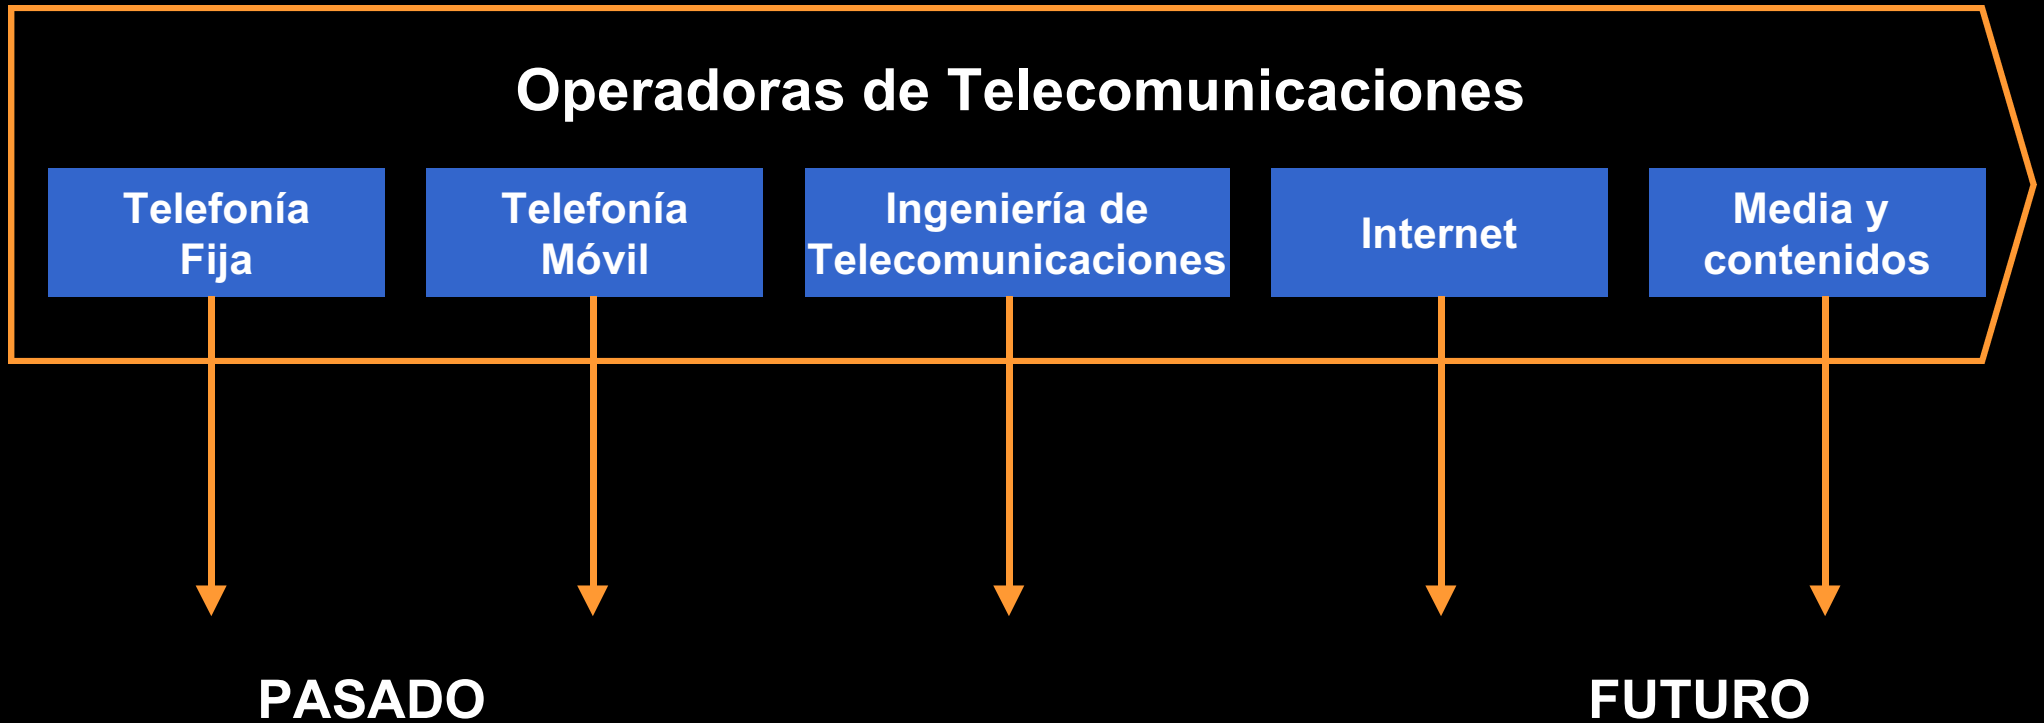 Operadoras de Telecomunicaciones
Telefonía
Fija
Telefonía
Móvil
Ingeniería de
Telecomunicaciones
Internet
Media y
contenidos
PASADO
FUTURO